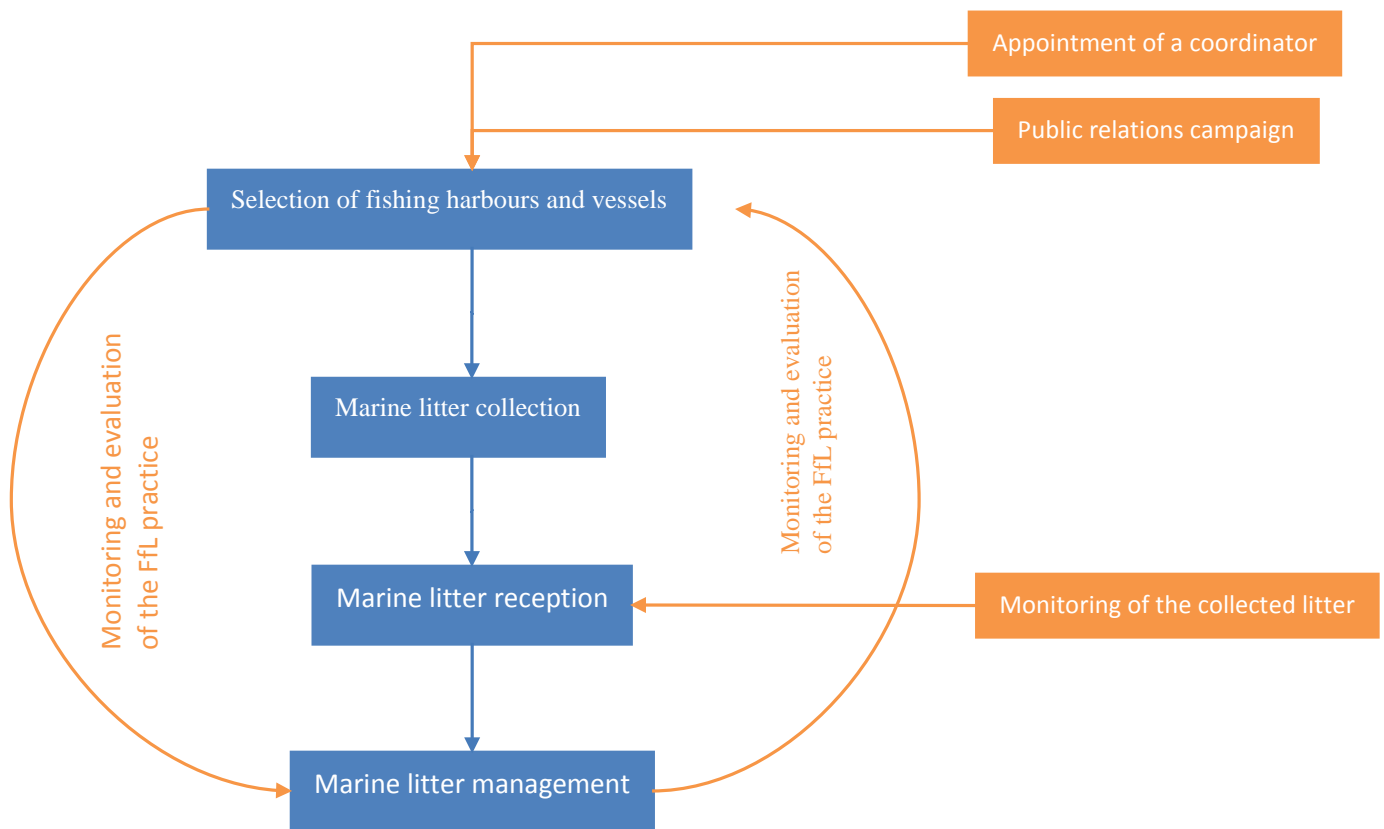 Appointment of a coordinator
Public relations campaign
Selection of fishing harbours and vessels
Marine litter collection
Monitoring and evaluation
of the FfL practice
Monitoring and evaluation
of the FfL practice
Marine litter reception
Monitoring of the collected litter
Marine litter management